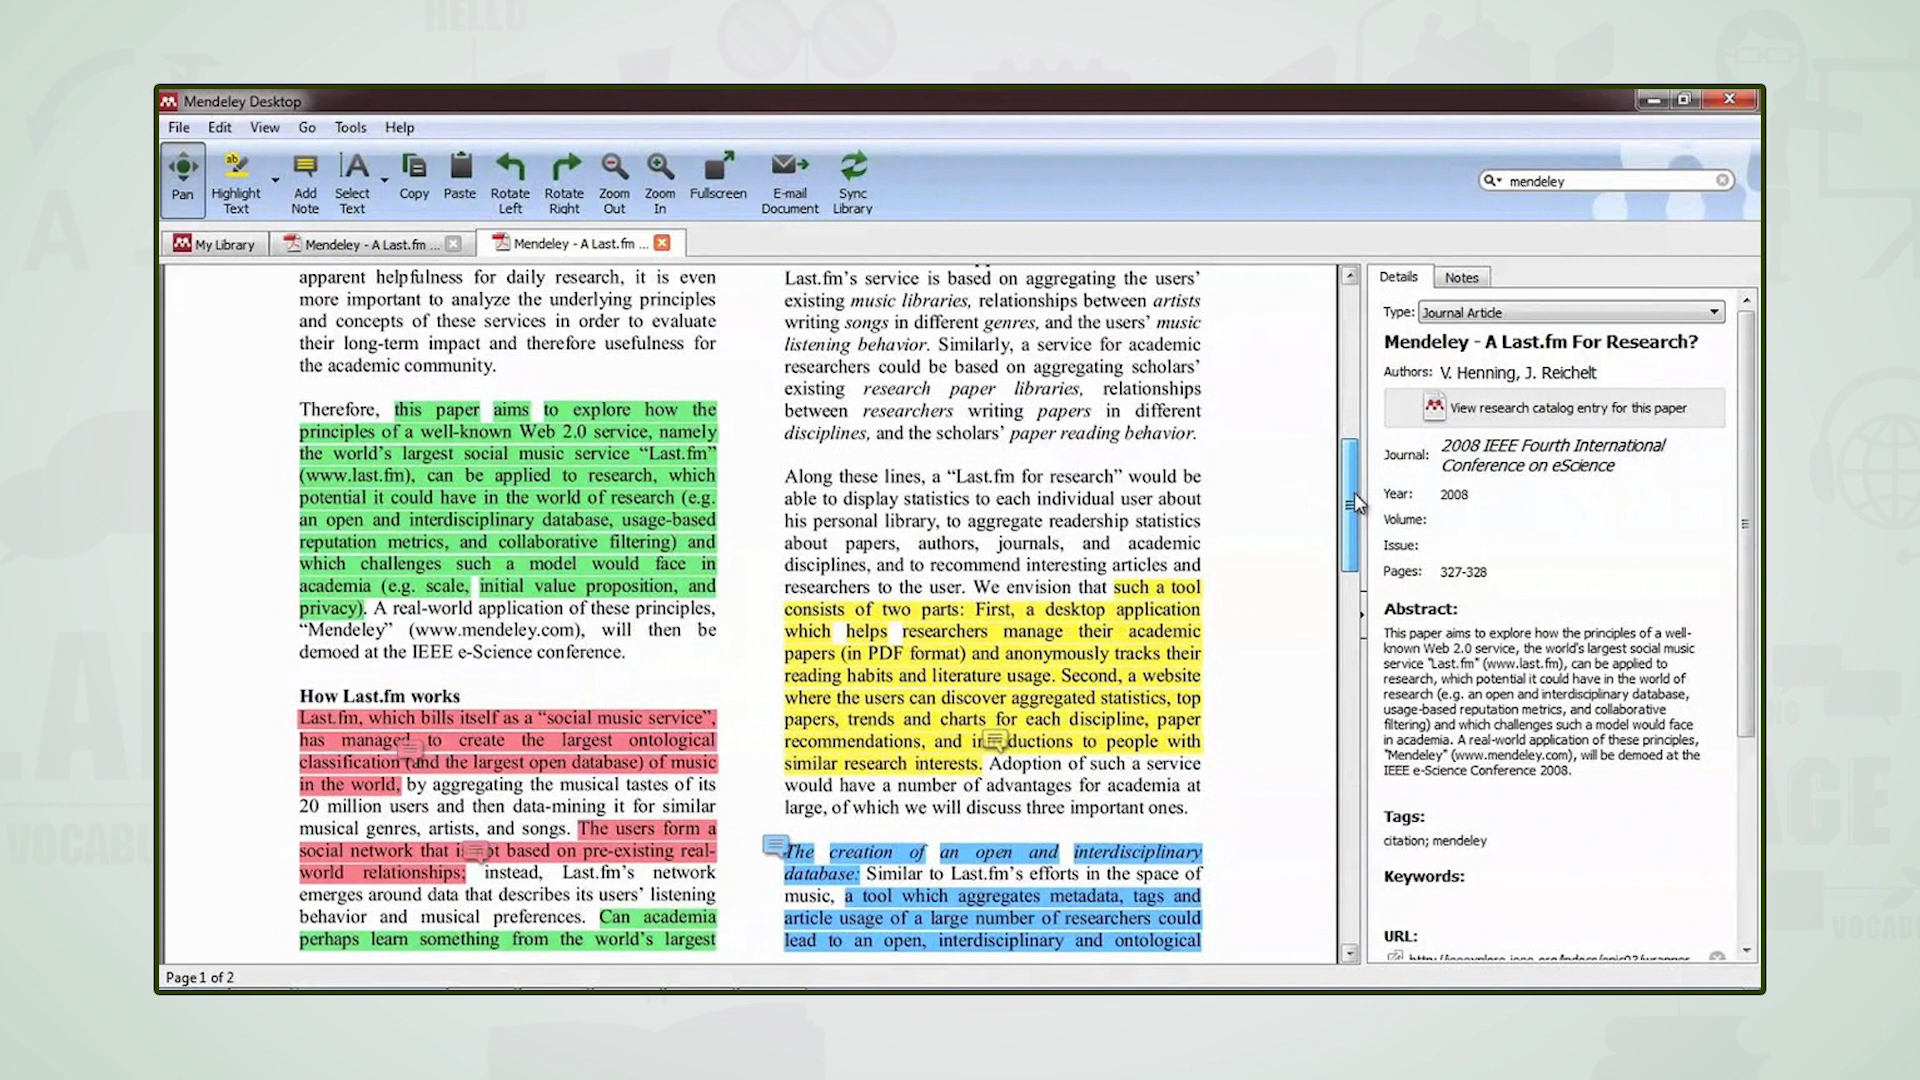 HELLO
Mendeley Desktop
File Edit View Go Tools Help
Pan
Highlight Text
Add Note
Select Text
Copy
Paste
Rotate Left
Rotate Right
Zoom Out
Zoom In
Fullscreen
E-mail Document
Sync Library
mendeley
My Library
Mendeley - A Last.fm ...
Mendeley - A Last.fm ...
apparent helpfulness for daily research, it is even
more important to analyze the underlying principles
and concepts of these services in order to evaluate
their long-term impact and therefore usefulness for
the academic community.
Therefore, this paper aims to explore how the
principles of a well-known Web 2.0 service, namely
the world's largest social music service “Last.fm”
(www.last.fm), can be applied to research, which
potential it could have in the world of research (e.g.
an open and interdisciplinary database, usage-based
reputation metrics, and collaborative filtering) and
which challenges such a model would face in
academia (e.g. scale, initial value proposition, and
privacy). A real-world application of these principles,
“Mendeley” (www.mendeley.com), will then be
demoed at the IEEE e-Science conference.
How Last.fm works
Last.fm, which bills itself as a “social music service”,
has managed to create the largest ontological
classification (and the largest open database) of music
in the world, by aggregating the musical tastes of its
20 million users and then data-mining it for similar
musical genres, artists, and songs. The users form a
social network that is not based on pre-existing real-
world relationships; instead, Last.fm's network
emerges around data that describes its users' listening
behavior and musical preferences. Can academia
perhaps learn something from the world's largest
Last.fm's service is based on aggregating the users'
existing music libraries, relationships between artists
writing songs in different genres, and the users' music
listening behavior. Similarly, a service for academic
researchers could be based on aggregating scholars'
existing research paper libraries, relationships
between researchers writing papers in different
disciplines, and the scholars' paper reading behavior.
Along these lines, a “Last.fm for research” would be
able to display statistics to each individual user about
his personal library, to aggregate readership statistics
about papers, authors, journals, and academic
disciplines, and to recommend interesting articles and
researchers to the user. We envision that such a tool
consists of two parts: First, a desktop application
which helps researchers manage their academic
papers (in PDF format) and anonymously tracks their
reading habits and literature usage. Second, a website
where the users can discover aggregated statistics, top
papers, trends and charts for each discipline, paper
recommendations, and introductions to people with
similar research interests. Adoption of such a service
would have a number of advantages for academia at
large, of which we will discuss three important ones.
The creation of an open and interdisciplinary
database: Similar to Last.fm's efforts in the space of
music, a tool which aggregates metadata, tags and
article usage of a large number of researchers could
lead to an open, interdisciplinary and ontological
Details Notes
Type: Journal Article
Mendeley - A Last.fm For Research?
Authors: V. Henning, J. Reichelt
View research catalog entry for this paper
Journal: 2008 IEEE Fourth International
Conference on eScience
Year: 2008
Volume:
Issue:
Pages: 327-328
Abstract:
This paper aims to explore how the principles of a well-
known Web 2.0 service, the world's largest social music
service "Last.fm" (www.last.fm), can be applied to
research, which potential it could have in the world of
research (e.g. an open and interdisciplinary database,
usage-based reputation metrics, and collaborative
filtering) and which challenges such a model would face
in academia. A real-world application of these principles,
"Mendeley" (www.mendeley.com), will be demoed at the
IEEE e-Science Conference 2008.
Tags:
citation; mendeley
Keywords:
URL:
Page 1 of 2